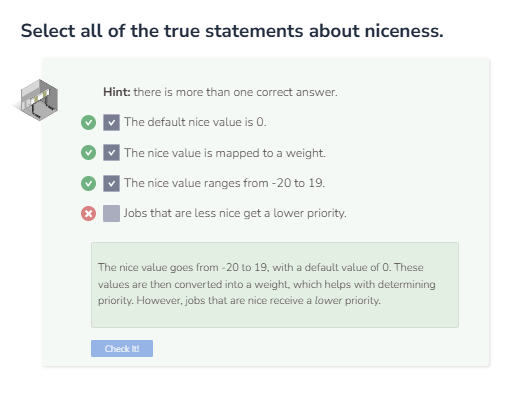 Select all of the true statements about niceness.
Hint: there is more than one correct answer.
The default nice value is 0.
The nice value is mapped to a weight.
The nice value ranges from -20 to 19.
Jobs that are less nice get a lower priority.
The nice value goes from -20 to 19, with a default value of 0. These
values are then converted into a weight, which helps with determining
priority. However, jobs that are nice receive a lower priority.
Check It!